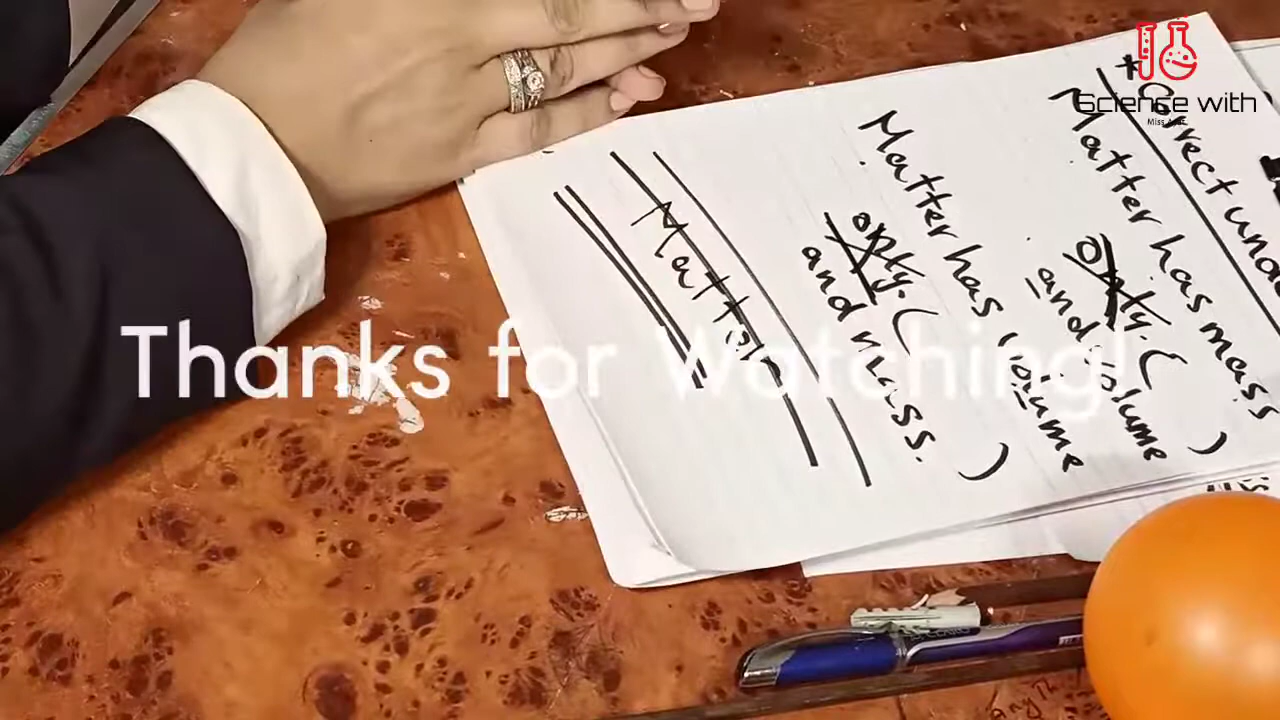 Science with
Thanks for Watching!
Matter
* Correct
Matter has mass
only. (
and volume
)
Matter has volume
only. (
and mass.
)